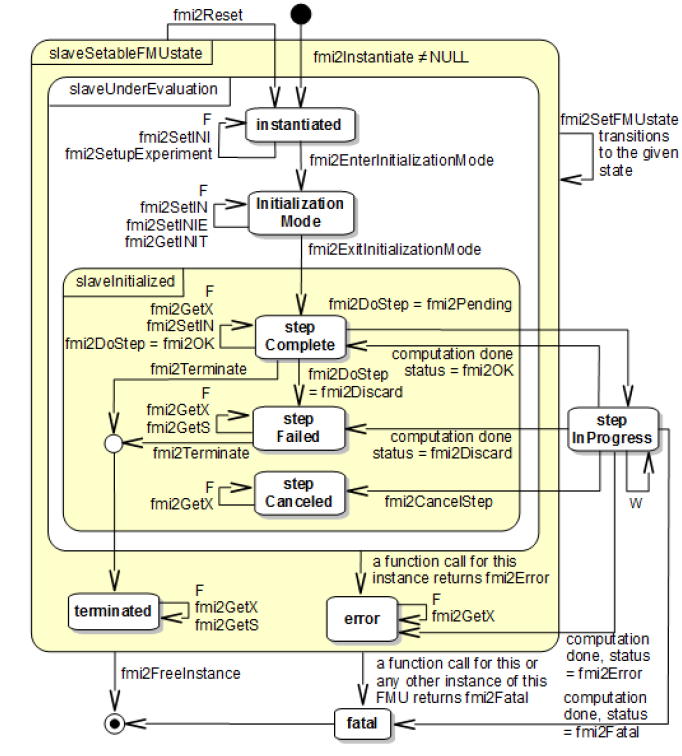 fmi2Reset
slaveSetableFMUstate
fmi2Instantiate ≠ NULL
slaveUnderEvaluation
F
fmi2SetINI
fmi2SetupExperiment
instantiated
fmi2SetFMUstate
transitions
to the given
state
fmi2EnterInitializationMode
F
fmi2SetIN
fmi2SetINIE
fmi2GetINIT
Initialization
Mode
fmi2ExitInitializationMode
slaveInitialized
F
fmi2GetX
fmi2SetIN
fmi2DoStep = fmi2OK
fmi2DoStep = fmi2Pending
step
Complete
computation done
status = fmi2OK
fmi2Terminate
fmi2DoStep
= fmi2Discard
F
fmi2GetX
fmi2GetS
step
Failed
step
InProgress
computation done
status = fmi2Discard
fmi2Terminate
F
fmi2GetX
step
Canceled
fmi2CancelStep
W
a function call for this
instance returns fmi2Error
terminated
F
fmi2GetX
fmi2GetS
error
F
fmi2GetX
computation
done, status
= fmi2Error
fmi2FreeInstance
a function call for this or
any other instance of this
FMU returns fmi2Fatal
fatal
computation
done, status
= fmi2Fatal